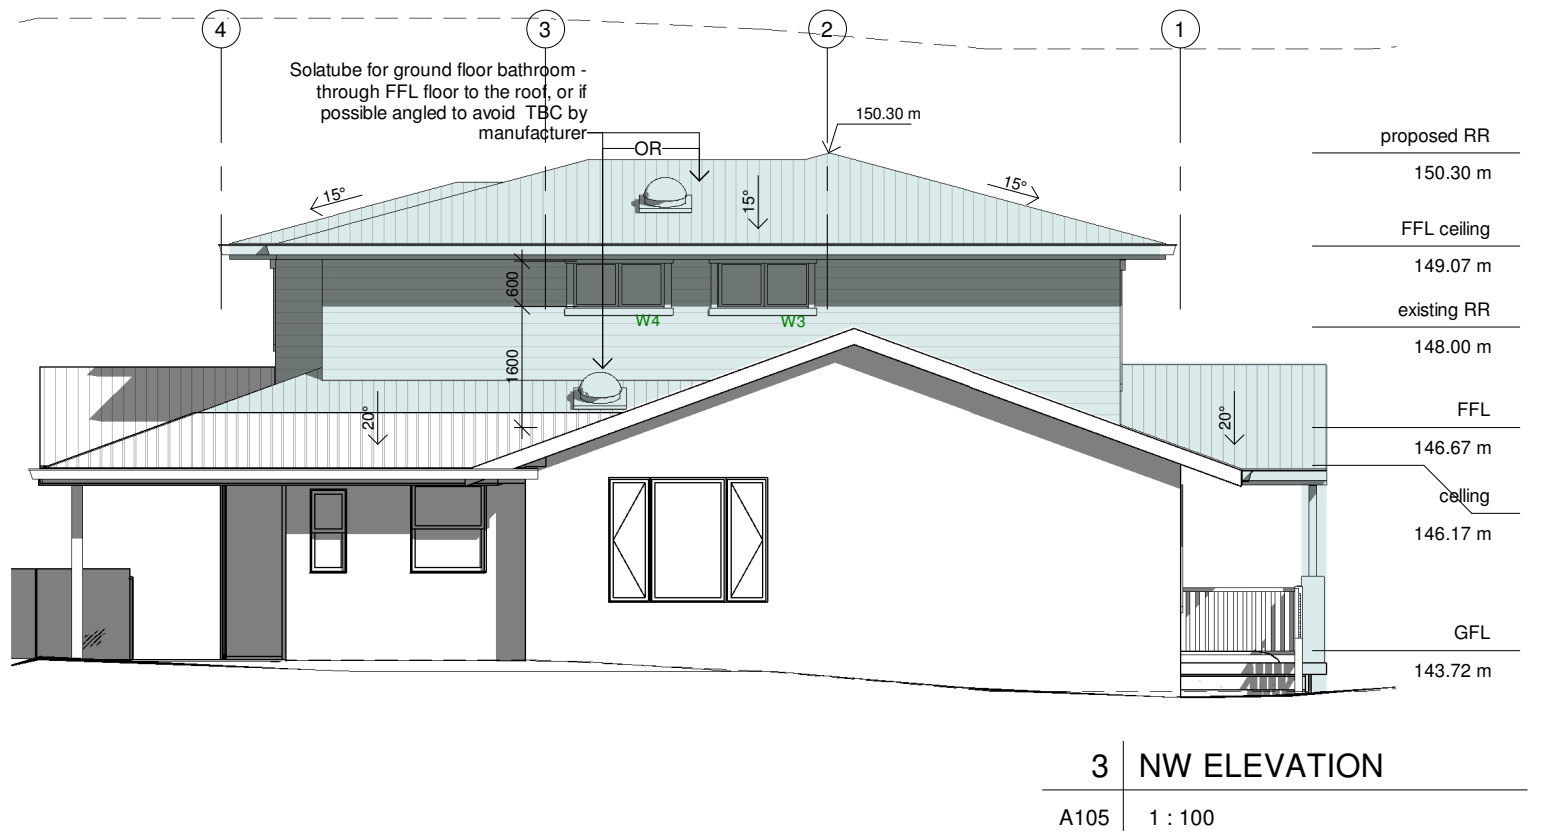 4
3
2
1
Solatube for ground floor bathroom -
through FFL floor to the roof, or if
possible angled to avoid TBC by
manufacturer
OR
150.30 m
15°
15°
15°
600
1600
W4
W3
20°
20°
proposed RR
150.30 m
FFL ceiling
149.07 m
existing RR
148.00 m
FFL
146.67 m
ceiling
146.17 m
GFL
143.72 m
3 NW ELEVATION
A105 1 : 100